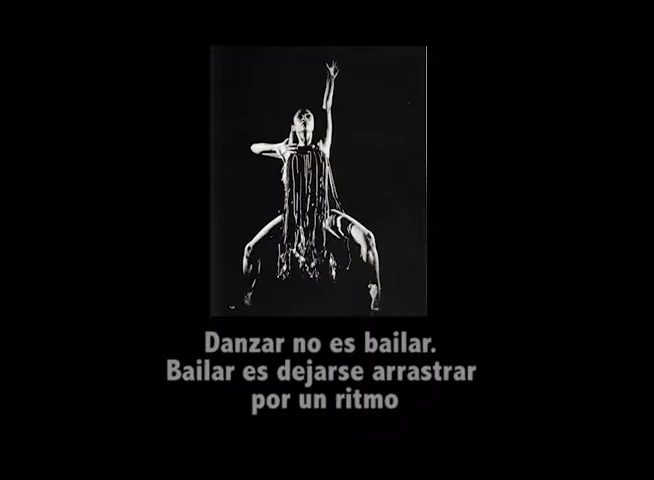 Danzar no es bailar.
Bailar es dejarse arrastrar
por un ritmo